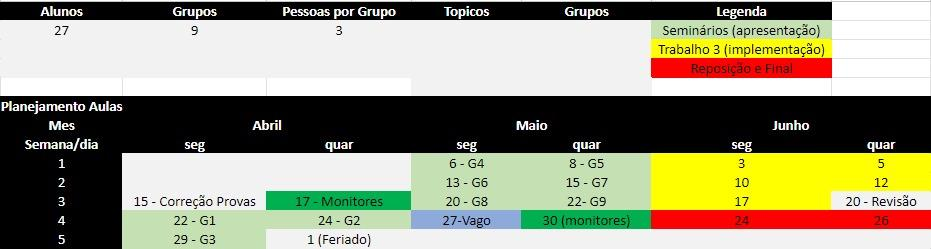 Alunos Grupos Pessoas por Grupo Topicos Grupos Legenda
27 9 3 Seminários (apresentação)
Trabalho 3 (implementação)
Reposição e Final
Planejamento Aulas
Mes Abril Maio Junho
Semana/dia seg quar seg quar seg quar
1 6 - G4 8 - G5 3 5
2 13 - G6 15 - G7 10 12
3 15 - Correção Provas 17 - Monitores 20 - G8 22- G9 17 20 - Revisão
4 22 - G1 24 - G2 27-Vago 30 (monitores) 24 26
5 29 - G3 1 (Feriado)